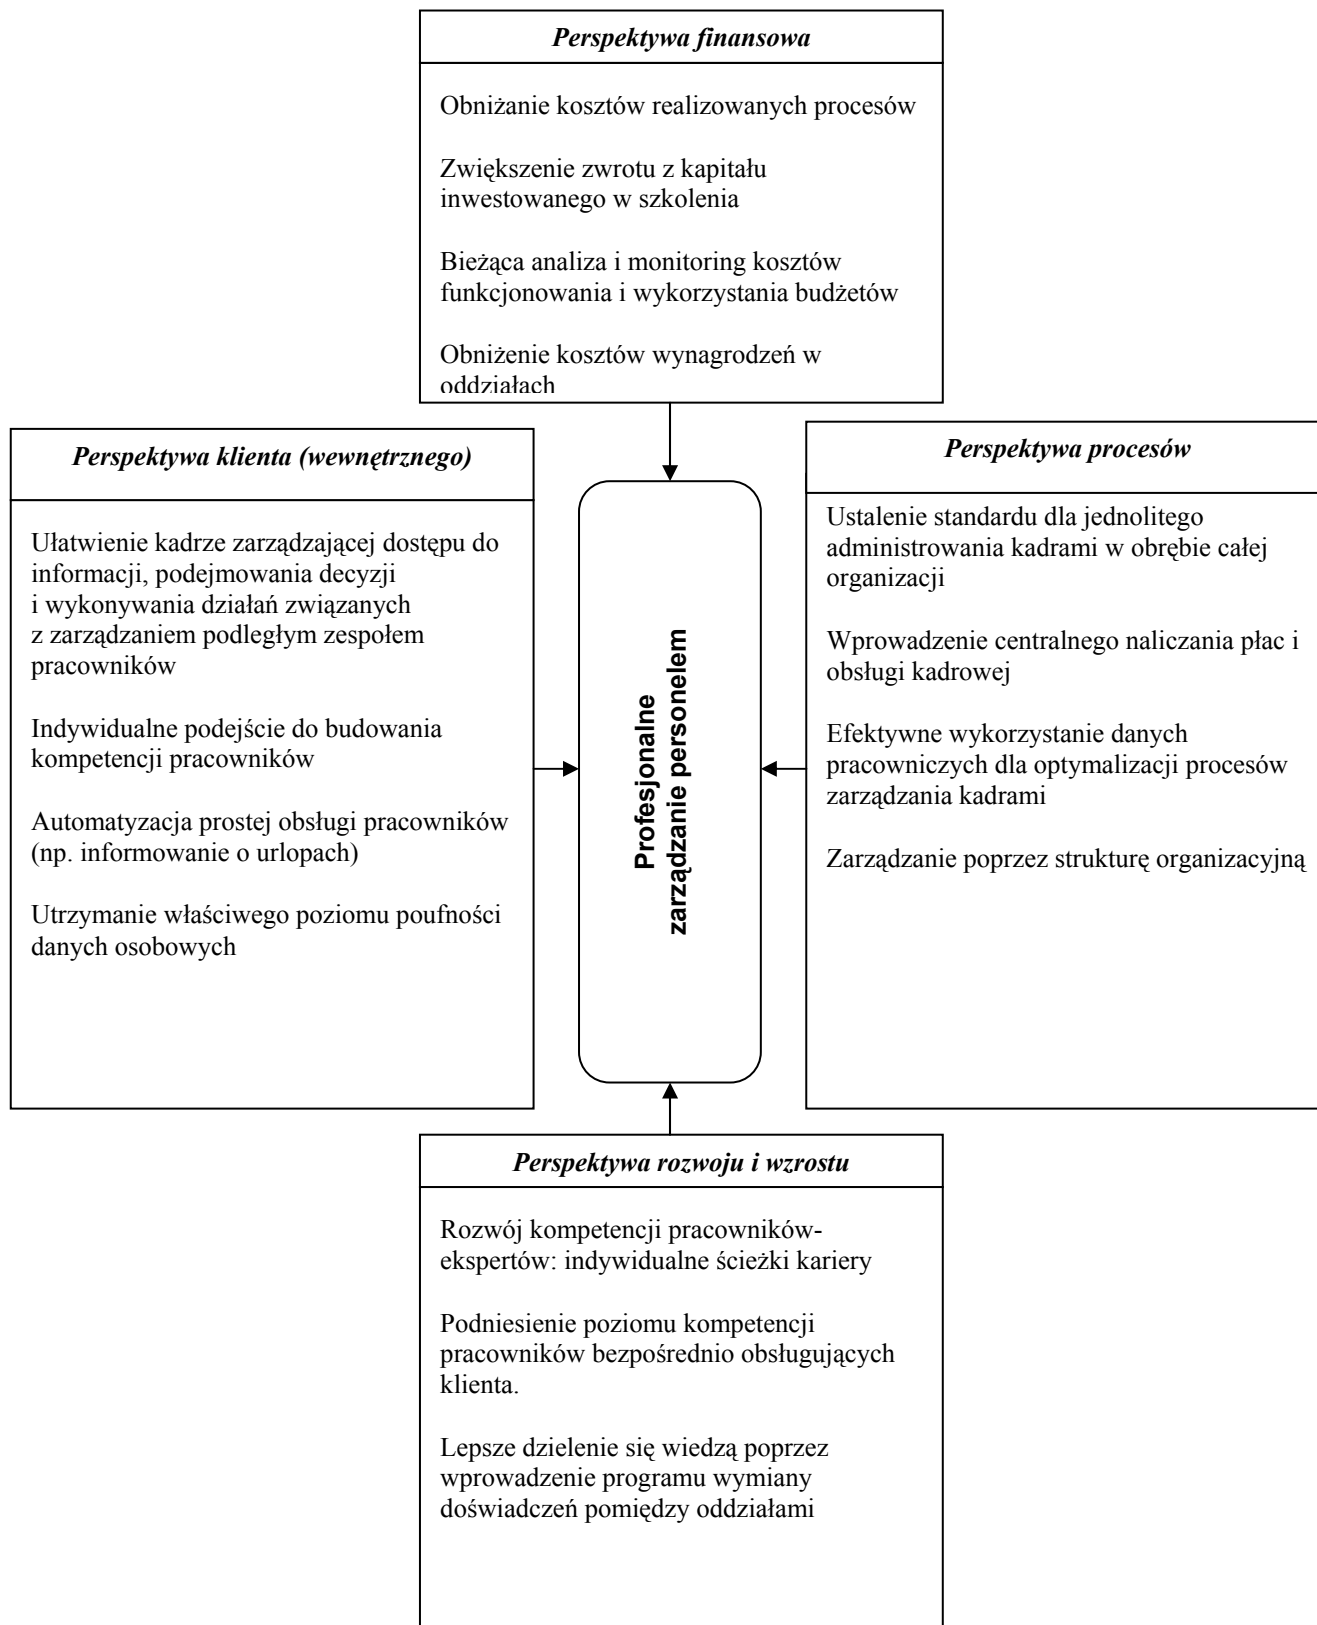 Perspektywa finansowa
Obniżanie kosztów realizowanych procesów
Zwiększenie zwrotu z kapitału
inwestowanego w szkolenia
Bieżąca analiza i monitoring kosztów
funkcjonowania i wykorzystania budżetów
Obniżenie kosztów wynagrodzeń w
oddziałach
Perspektywa klienta (wewnętrznego)
Ułatwienie kadrze zarządzającej dostępu do
informacji, podejmowania decyzji
i wykonywania działań związanych
z zarządzaniem podległym zespołem
pracowników
Indywidualne podejście do budowania
kompetencji pracowników
Automatyzacja prostej obsługi pracowników
(np. informowanie o urlopach)
Utrzymanie właściwego poziomu poufności
danych osobowych
Profesjonalne
zarządzanie personelem
Perspektywa procesów
Ustalenie standardu dla jednolitego
administrowania kadrami w obrębie całej
organizacji
Wprowadzenie centralnego naliczania płac i
obsługi kadrowej
Efektywne wykorzystanie danych
pracowniczych dla optymalizacji procesów
zarządzania kadrami
Zarządzanie poprzez strukturę organizacyjną
Perspektywa rozwoju i wzrostu
Rozwój kompetencji pracowników-
ekspertów: indywidualne ścieżki kariery
Podniesienie poziomu kompetencji
pracowników bezpośrednio obsługujących
klienta.
Lepsze dzielenie się wiedzą poprzez
wprowadzenie programu wymiany
doświadczeń pomiędzy oddziałami